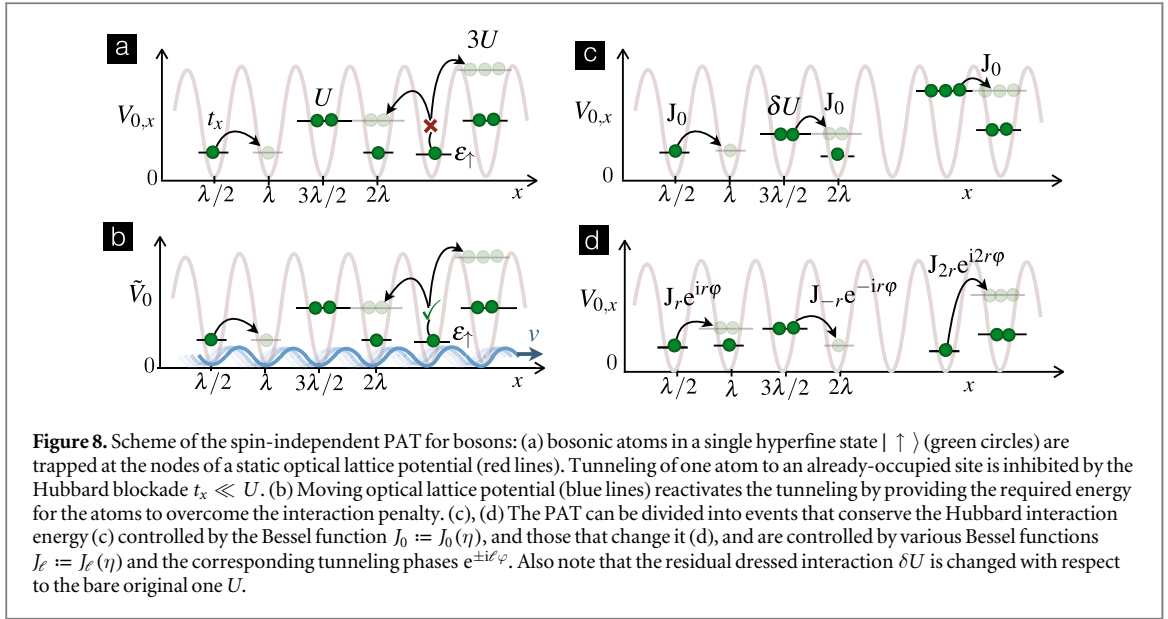 a
3U
U
V₀,ₓ
tₓ
ε↑
0
λ/2 λ 3λ/2 2λ x
b
Ṽ₀
ε↑
v
0
λ/2 λ 3λ/2 2λ x
c
J₀
V₀,ₓ
J₀
δU
J₀
0
λ/2 λ 3λ/2 2λ x
d
J₂ᵣe^{i2rφ}
Jᵣe^{irφ}
J₋ᵣe^{−irφ}
V₀,ₓ
0
λ/2 λ 3λ/2 2λ x
Figure 8. Scheme of the spin-independent PAT for bosons: (a) bosonic atoms in a single hyperfine state | ↑ ⟩ (green circles) are
trapped at the nodes of a static optical lattice potential (red lines). Tunneling of one atom to an already-occupied site is inhibited by the
Hubbard blockade tₓ ≪ U. (b) Moving optical lattice potential (blue lines) reactivates the tunneling by providing the required energy
for the atoms to overcome the interaction penalty. (c), (d) The PAT can be divided into events that conserve the Hubbard interaction
energy (c) controlled by the Bessel function J₀ ≔ J₀(η), and those that change it (d), and are controlled by various Bessel functions
J_ℓ ≔ J_ℓ(η) and the corresponding tunneling phases e^{±iℓφ}. Also note that the residual dressed interaction δU is changed with respect
to the bare original one U.